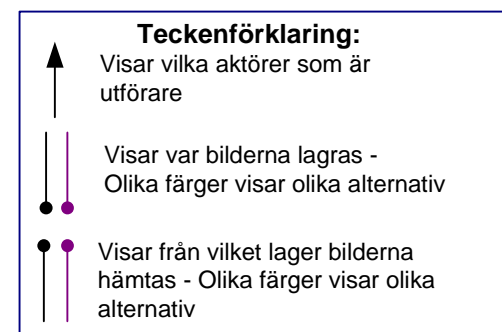 Teckenförklaring:
Visar vilka aktörer som är
utförare
Visar var bilderna lagras -
Olika färger visar olika alternativ
Visar från vilket lager bilderna
hämtas - Olika färger visar olika
alternativ